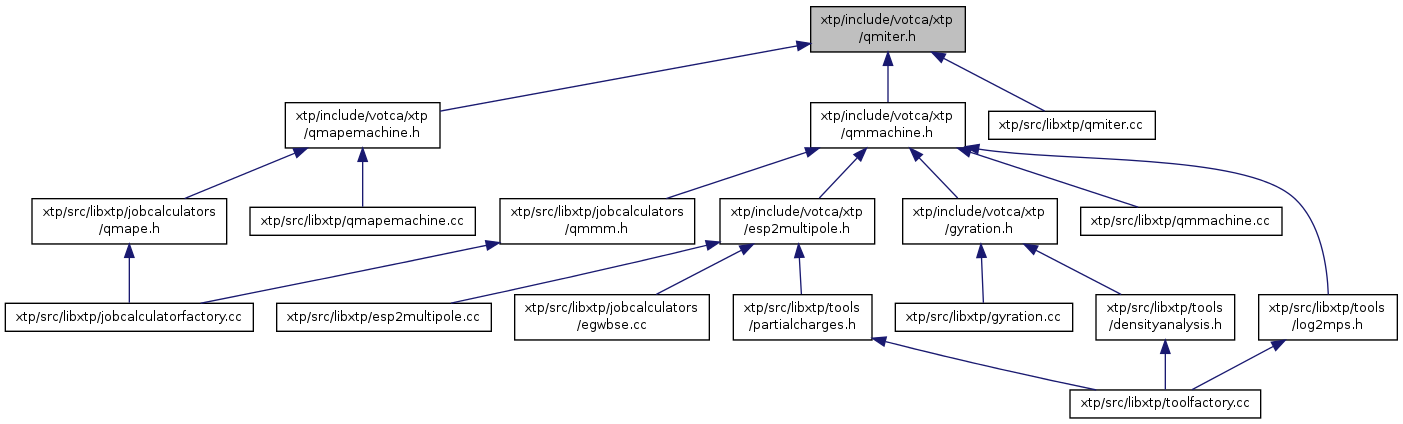 xtp/include/votca/xtp
/qmiter.h
xtp/include/votca/xtp
/qmapemachine.h
xtp/include/votca/xtp
/qmmachine.h
xtp/src/libxtp/qmiter.cc
xtp/src/libxtp/jobcalculators
/qmape.h
xtp/src/libxtp/qmapemachine.cc
xtp/src/libxtp/jobcalculators
/qmmm.h
xtp/include/votca/xtp
/esp2multipole.h
xtp/include/votca/xtp
/gyration.h
xtp/src/libxtp/qmmachine.cc
xtp/src/libxtp/jobcalculatorfactory.cc
xtp/src/libxtp/esp2multipole.cc
xtp/src/libxtp/jobcalculators
/egwbse.cc
xtp/src/libxtp/tools
/partialcharges.h
xtp/src/libxtp/gyration.cc
xtp/src/libxtp/tools
/densityanalysis.h
xtp/src/libxtp/tools
/log2mps.h
xtp/src/libxtp/toolfactory.cc